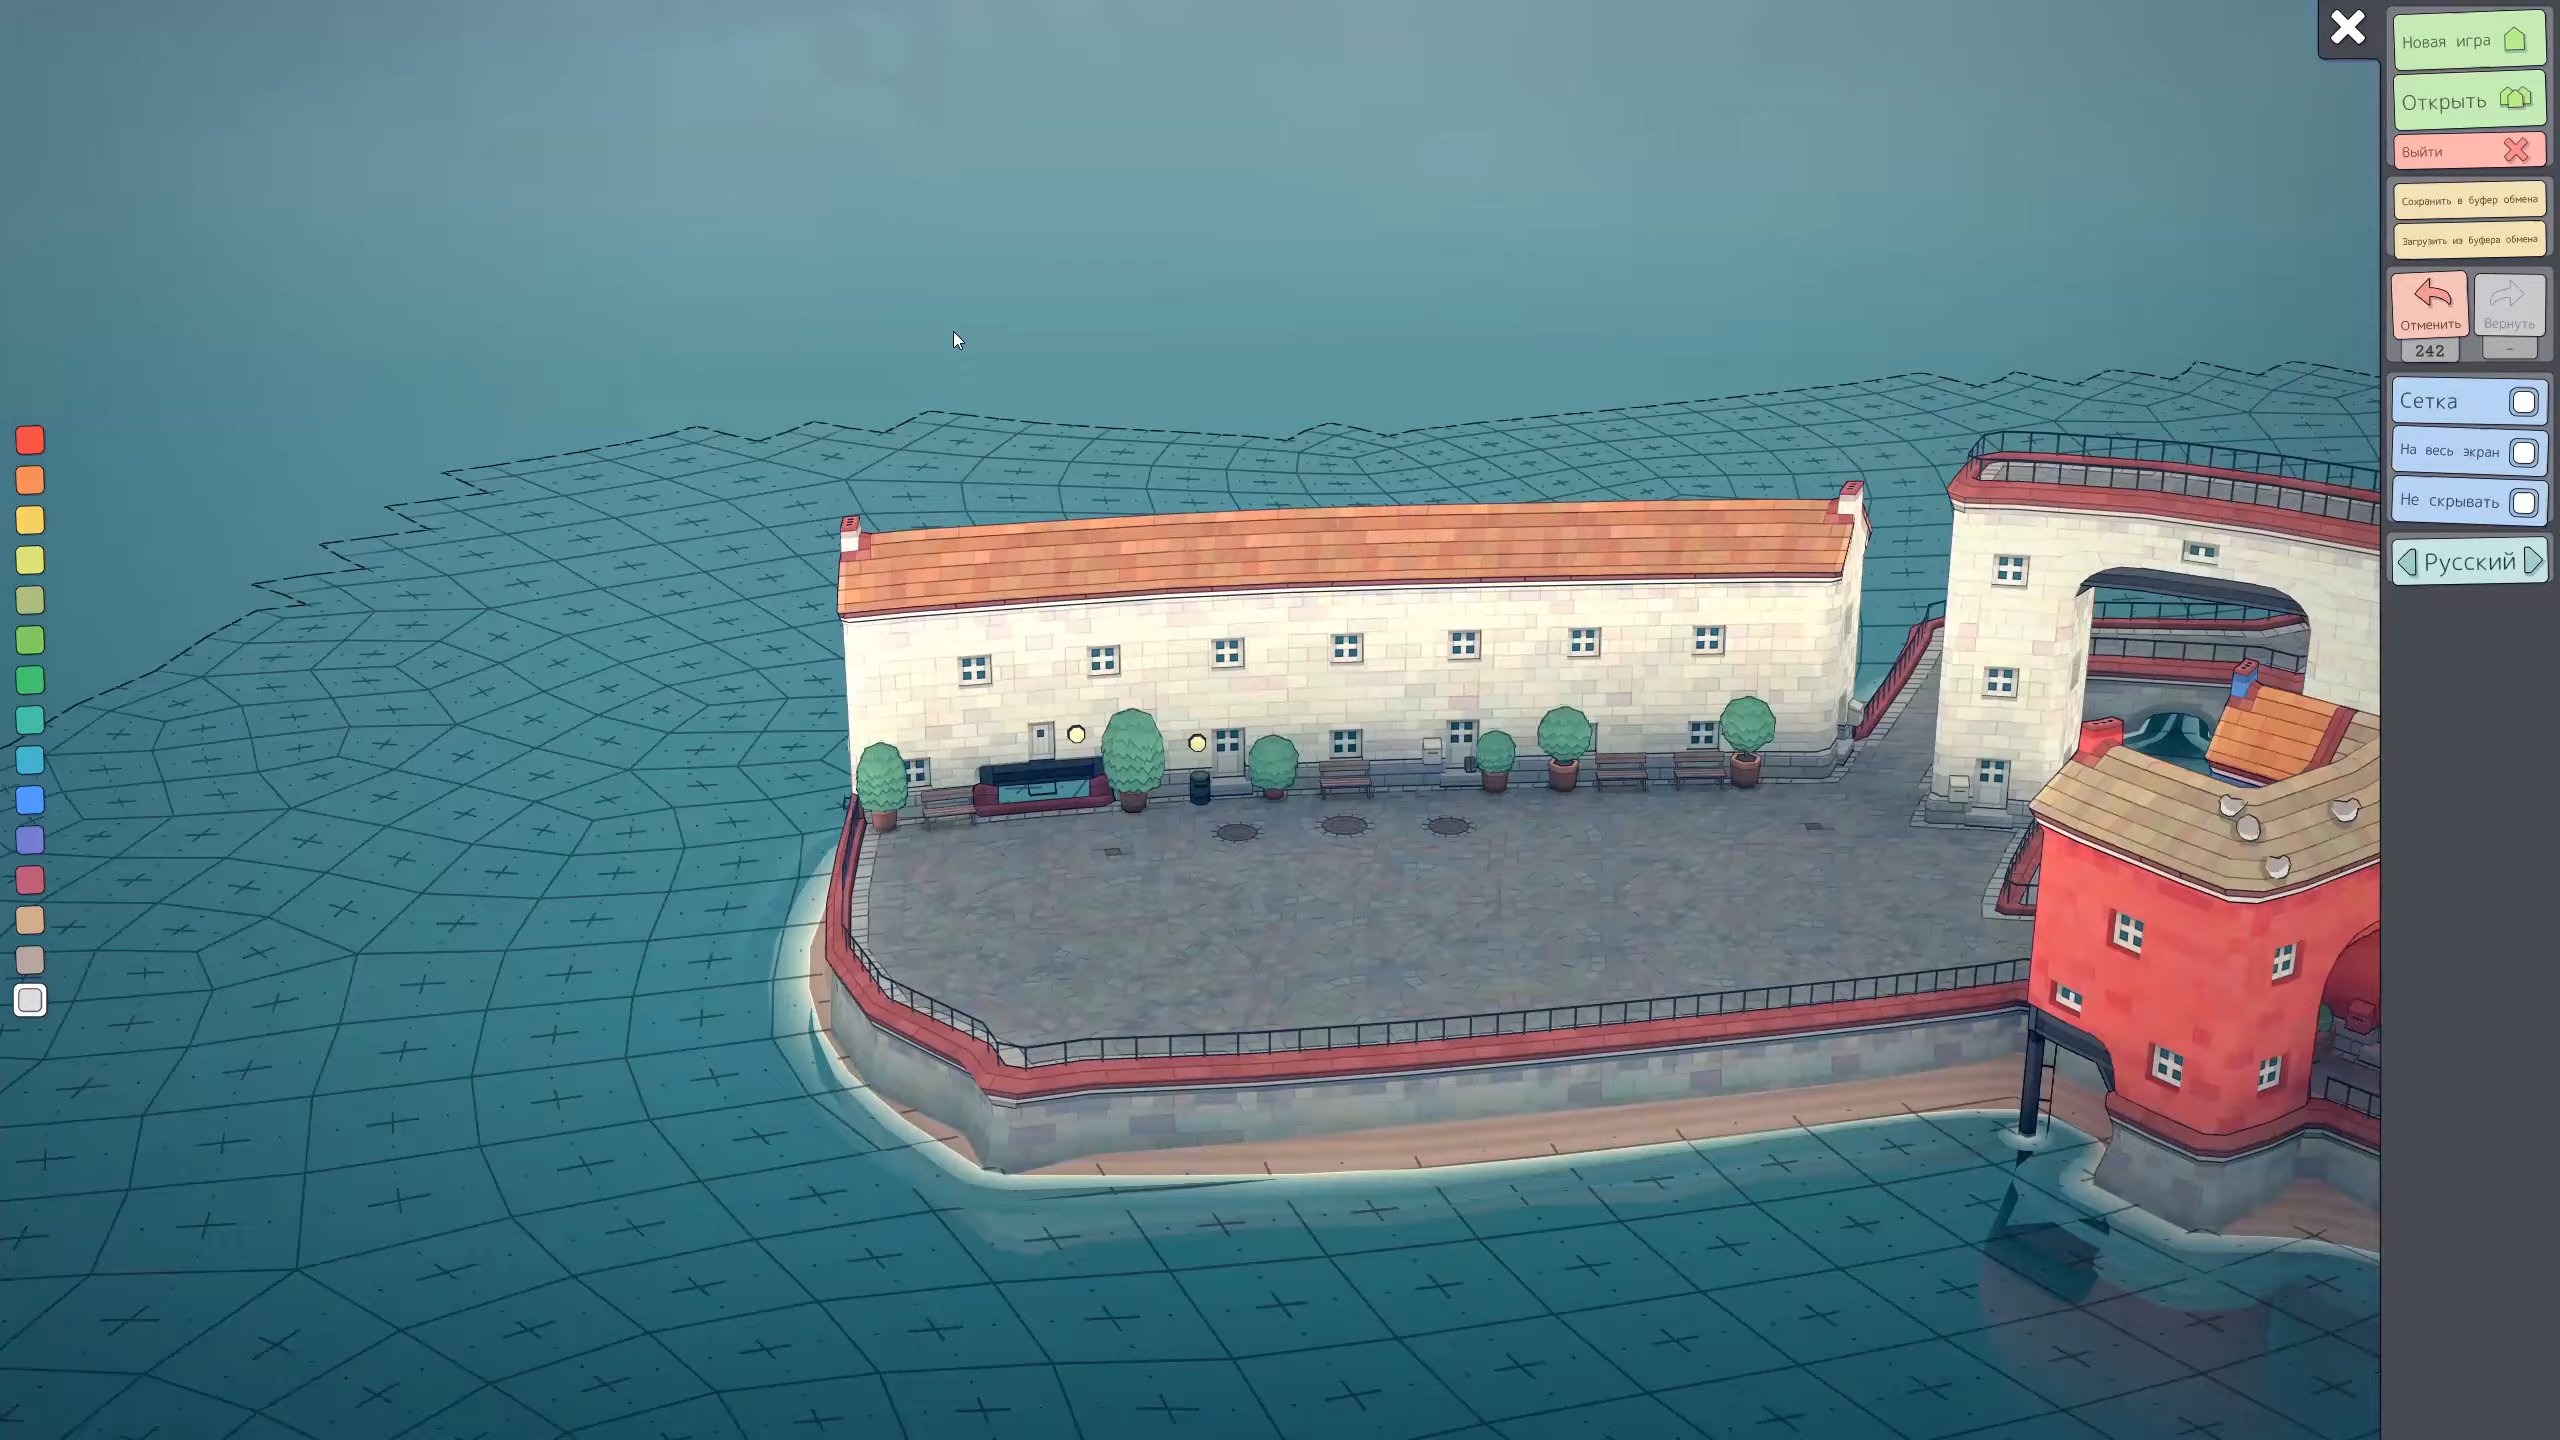 Новая игра
Открыть
Выйти
Сохранить в буфер обмена
Загрузить из буфера обмена
Отменить
Вернуть
242
-
Сетка
На весь экран
Не скрывать
Русский